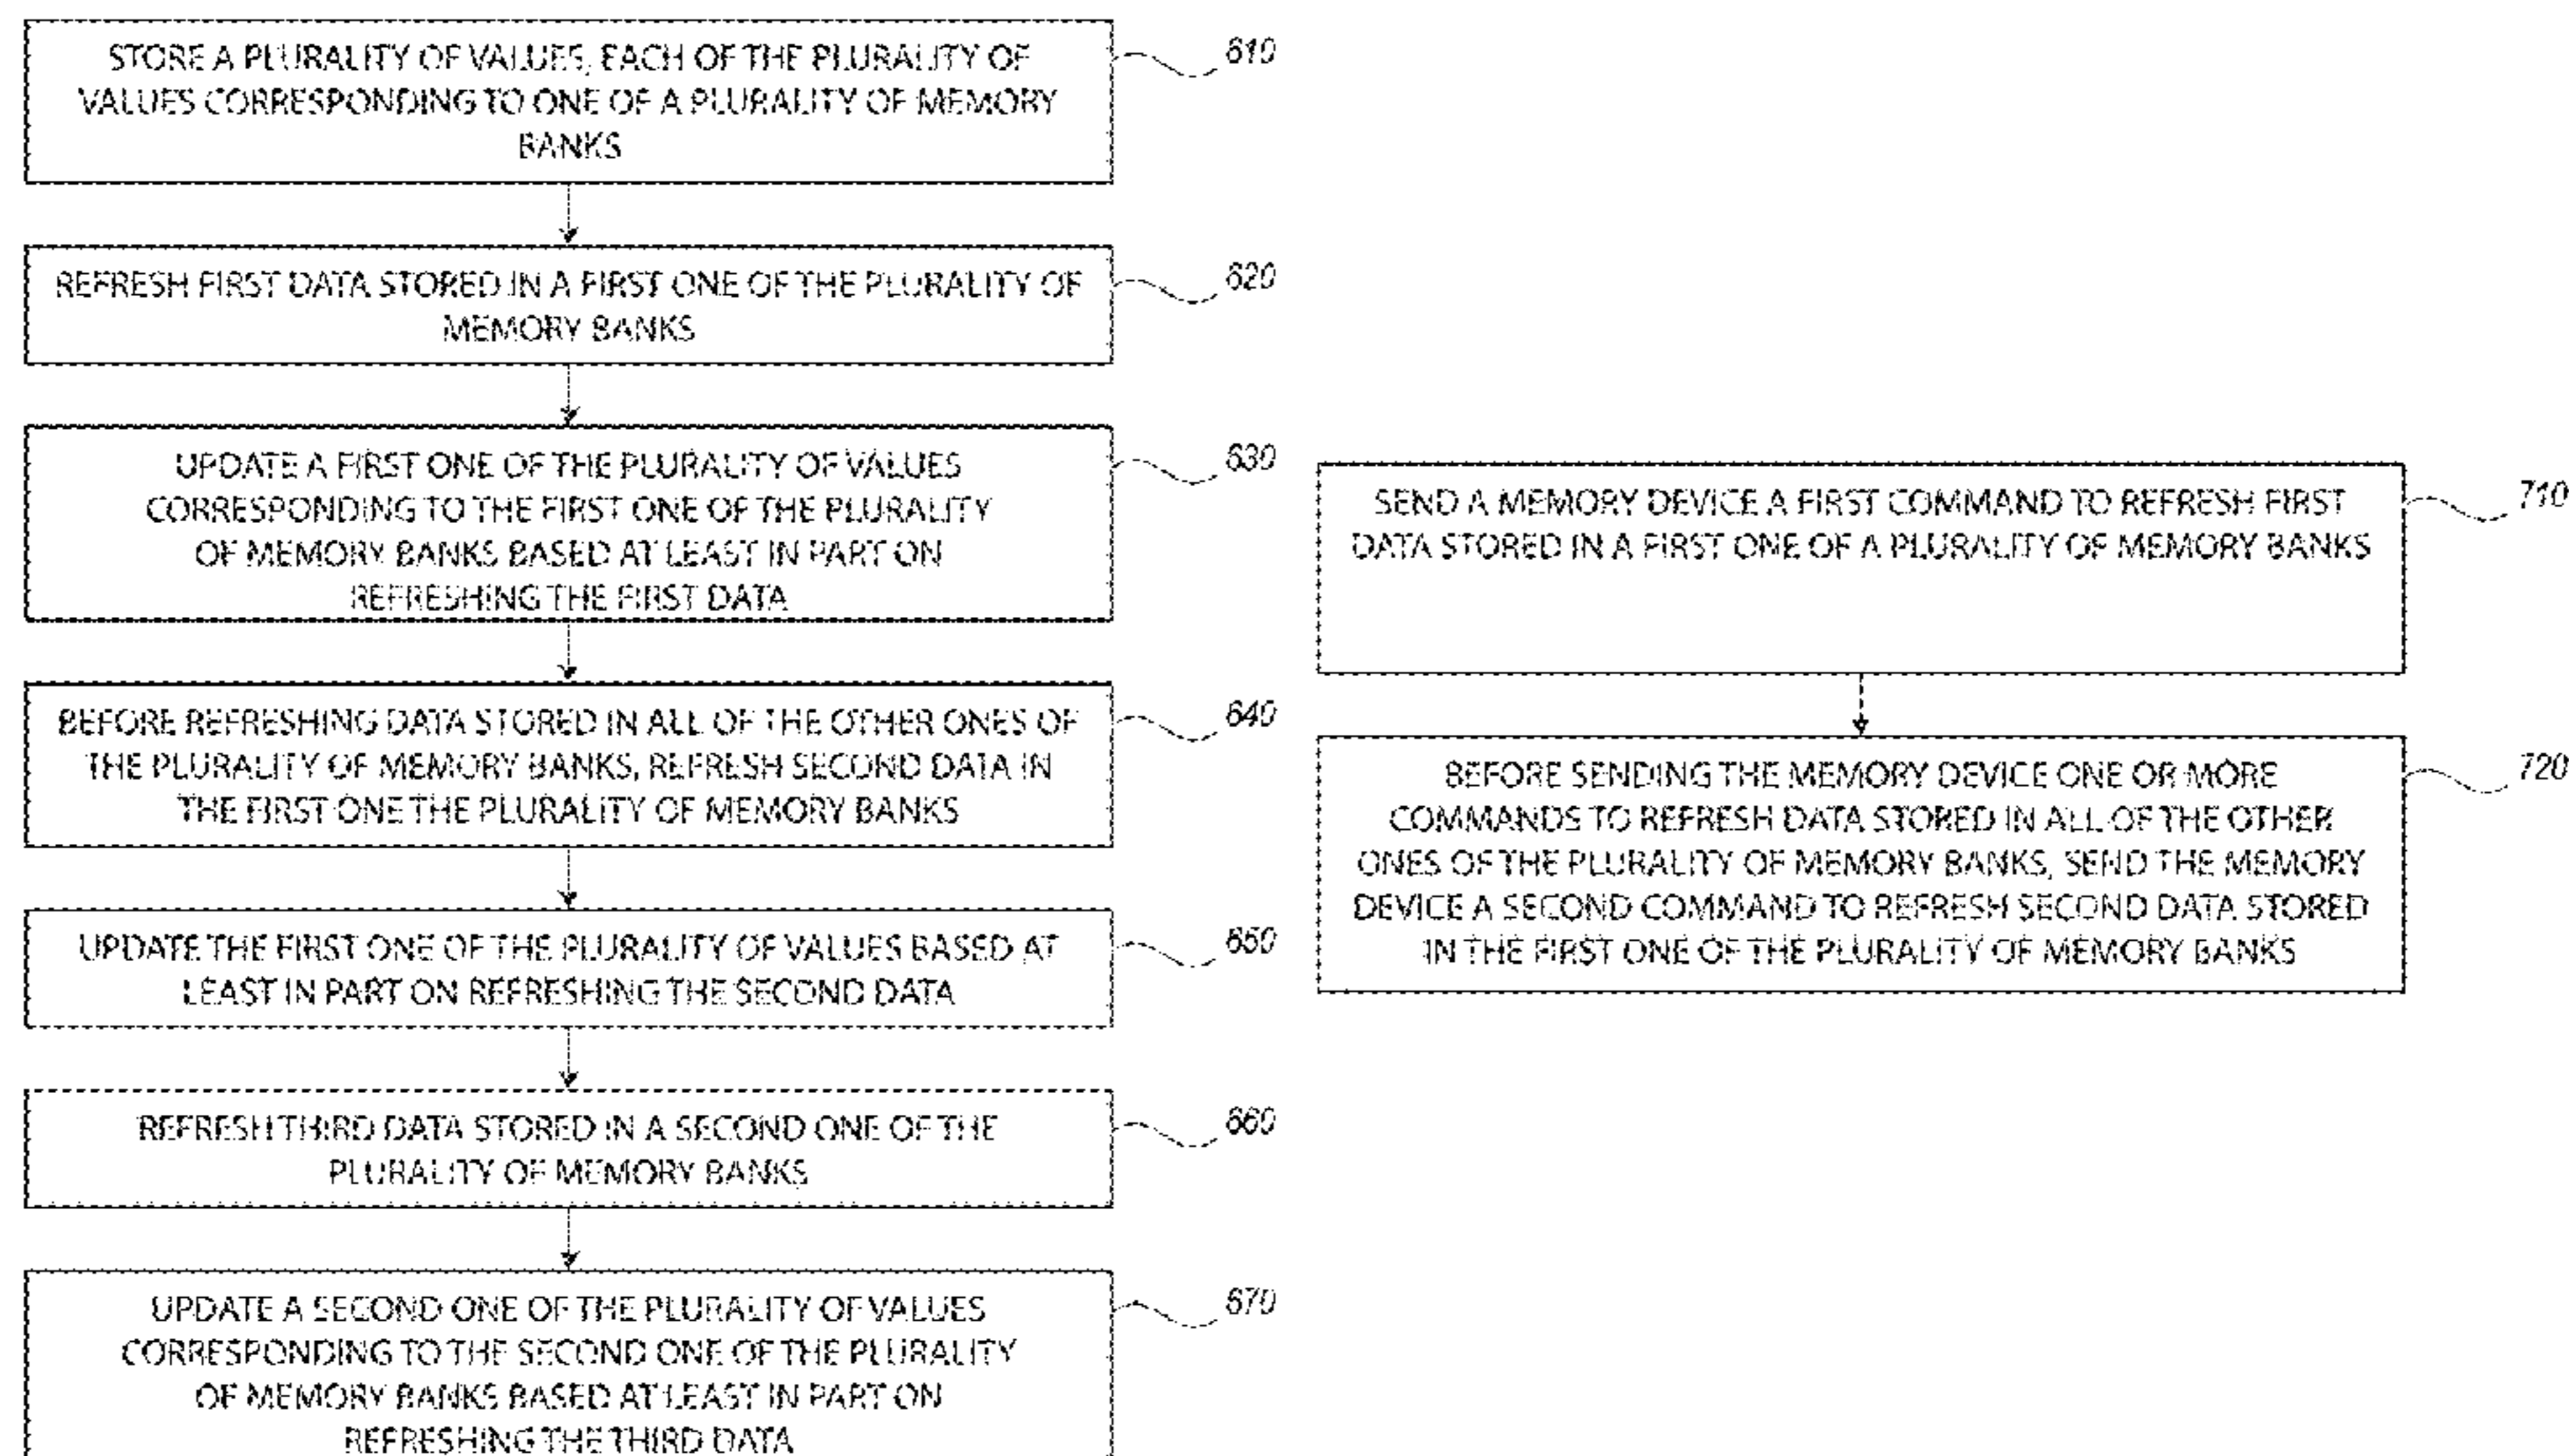 STORE A PLURALITY OF VALUES, EACH OF THE PLURALITY OF
VALUES CORRESPONDING TO ONE OF A PLURALITY OF MEMORY
BANKS
610
REFRESH FIRST DATA STORED IN A FIRST ONE OF THE PLURALITY OF
MEMORY BANKS
620
UPDATE A FIRST ONE OF THE PLURALITY OF VALUES
CORRESPONDING TO THE FIRST ONE OF THE PLURALITY
OF MEMORY BANKS BASED AT LEAST IN PART ON
REFRESHING THE FIRST DATA
630
BEFORE REFRESHING DATA STORED IN ALL OF THE OTHER ONES OF
THE PLURALITY OF MEMORY BANKS, REFRESH SECOND DATA IN
THE FIRST ONE THE PLURALITY OF MEMORY BANKS
640
UPDATE THE FIRST ONE OF THE PLURALITY OF VALUES BASED AT
LEAST IN PART ON REFRESHING THE SECOND DATA
650
REFRESH THIRD DATA STORED IN A SECOND ONE OF THE
PLURALITY OF MEMORY BANKS
660
UPDATE A SECOND ONE OF THE PLURALITY OF VALUES
CORRESPONDING TO THE SECOND ONE OF THE PLURALITY
OF MEMORY BANKS BASED AT LEAST IN PART ON
REFRESHING THE THIRD DATA
670
SEND A MEMORY DEVICE A FIRST COMMAND TO REFRESH FIRST
DATA STORED IN A FIRST ONE OF A PLURALITY OF MEMORY BANKS
710
BEFORE SENDING THE MEMORY DEVICE ONE OR MORE
COMMANDS TO REFRESH DATA STORED IN ALL OF THE OTHER
ONES OF THE PLURALITY OF MEMORY BANKS, SEND THE MEMORY
DEVICE A SECOND COMMAND TO REFRESH SECOND DATA STORED
IN THE FIRST ONE OF THE PLURALITY OF MEMORY BANKS
720